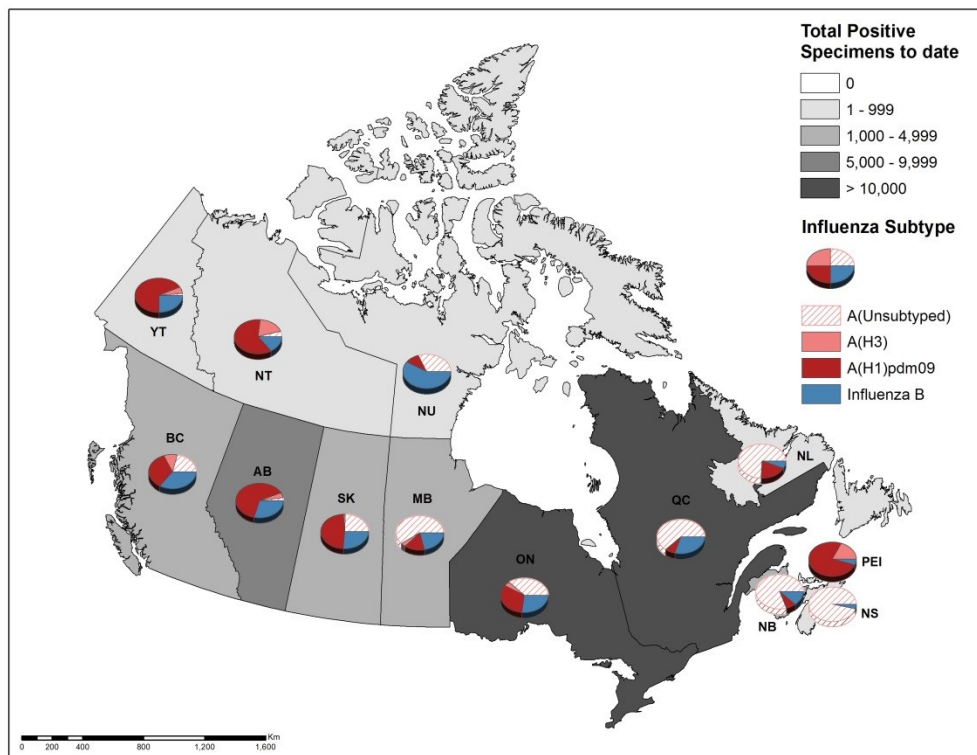 Total Positive
Specimens to date
0
1 - 999
1,000 - 4,999
5,000 - 9,999
> 10,000
Influenza Subtype
A(Unsubtyped)
A(H3)
A(H1)pdm09
Influenza B
YT
NT
NU
BC
AB
SK
MB
ON
QC
NL
PEI
NB
NS
Km
0 200 400 800 1,200 1,600